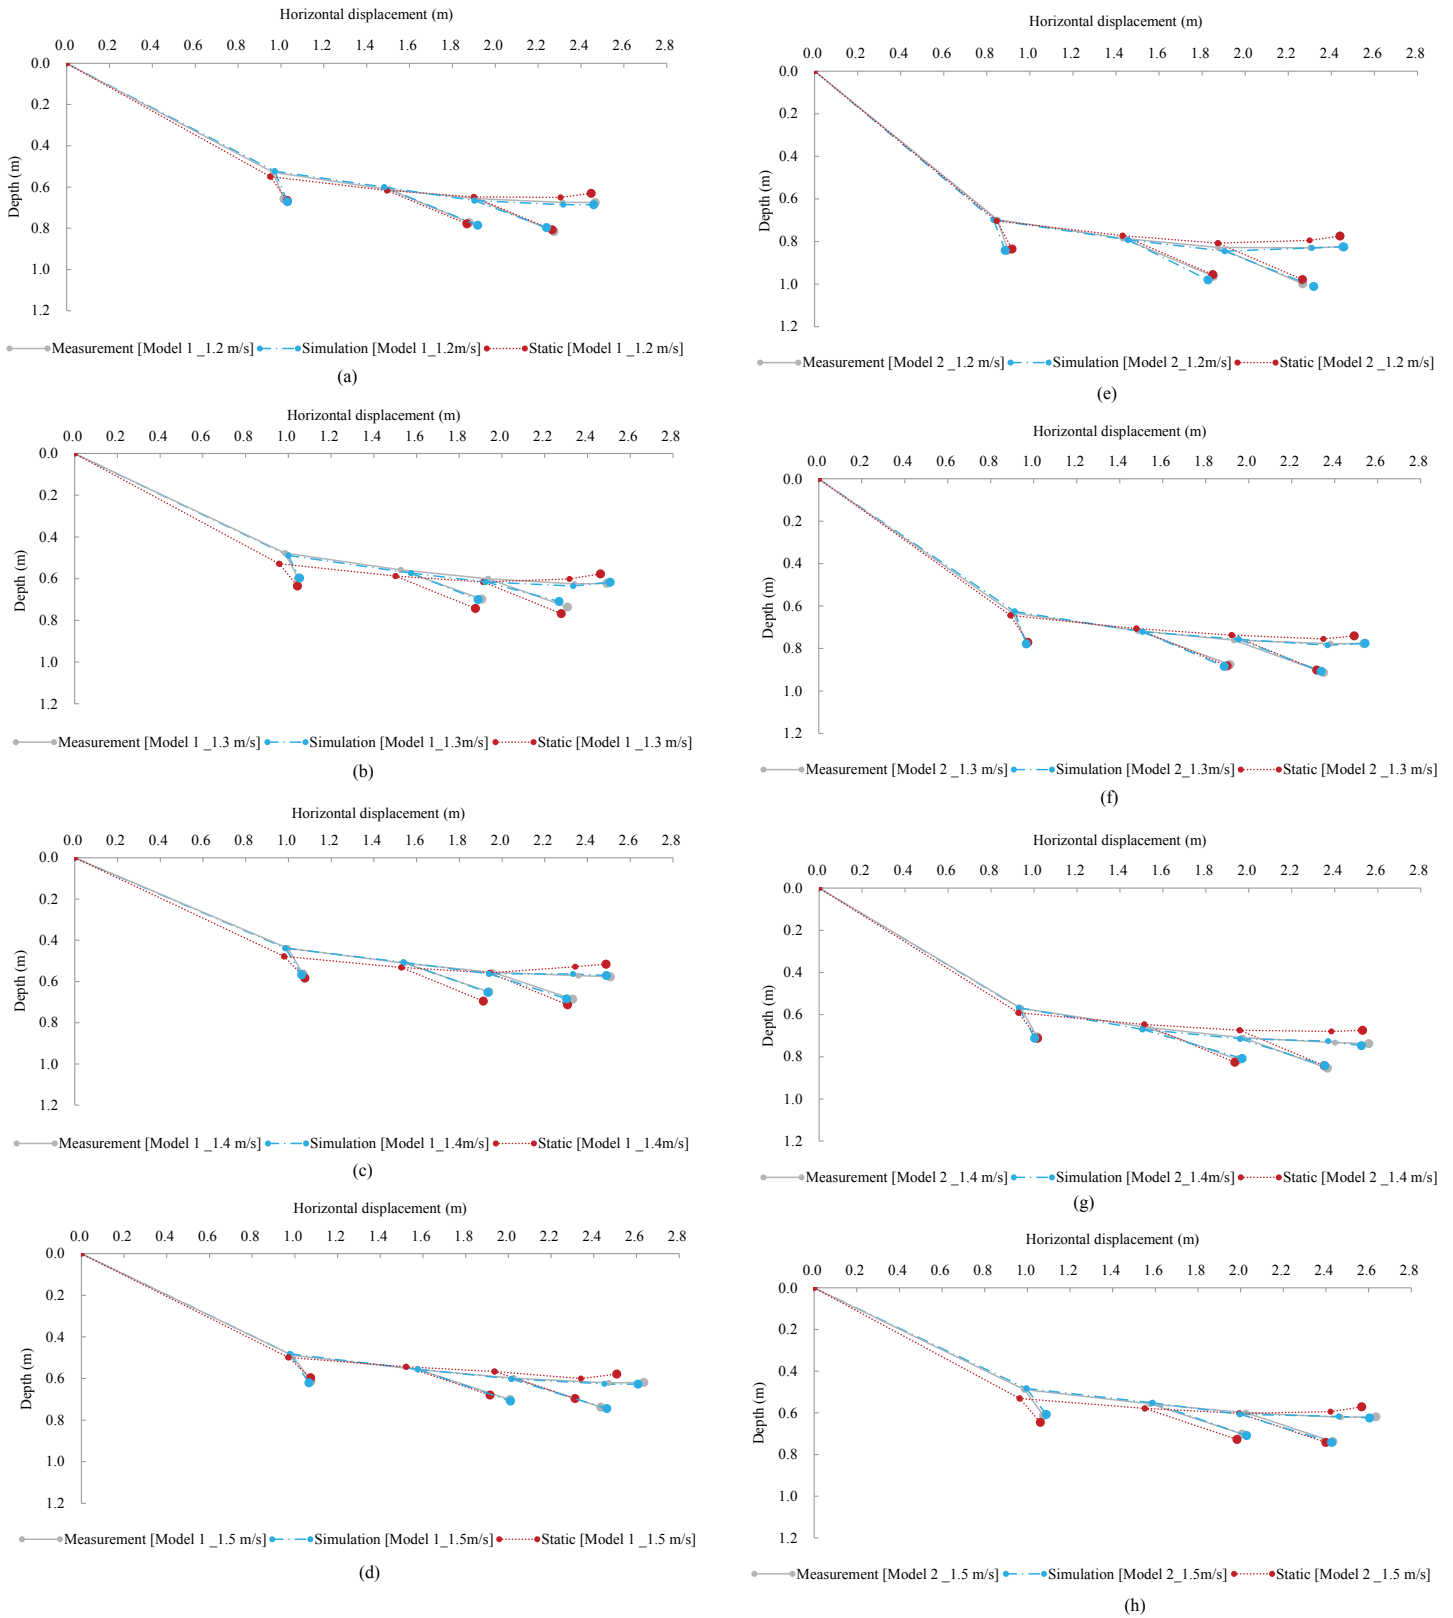 Horizontal displacement (m)
0.0 0.2 0.4 0.6 0.8 1.0 1.2 1.4 1.6 1.8 2.0 2.2 2.4 2.6 2.8
0.0
0.2
0.4
0.6
0.8
1.0
1.2
Depth (m)
Measurement [Model 1 _1.2 m/s] Simulation [Model 1_1.2m/s] Static [Model 1 _1.2 m/s]
(a)
Horizontal displacement (m)
0.0 0.2 0.4 0.6 0.8 1.0 1.2 1.4 1.6 1.8 2.0 2.2 2.4 2.6 2.8
0.0
0.2
0.4
0.6
0.8
1.0
1.2
Depth (m)
Measurement [Model 1 _1.3 m/s] Simulation [Model 1_1.3m/s] Static [Model 1 _1.3 m/s]
(b)
Horizontal displacement (m)
0.0 0.2 0.4 0.6 0.8 1.0 1.2 1.4 1.6 1.8 2.0 2.2 2.4 2.6 2.8
0.0
0.2
0.4
0.6
0.8
1.0
1.2
Depth (m)
Measurement [Model 1 _1.4 m/s] Simulation [Model 1_1.4m/s] Static [Model 1 _1.4m/s]
(c)
Horizontal displacement (m)
0.0 0.2 0.4 0.6 0.8 1.0 1.2 1.4 1.6 1.8 2.0 2.2 2.4 2.6 2.8
0.0
0.2
0.4
0.6
0.8
1.0
1.2
Depth (m)
Measurement [Model 1 _1.5 m/s] Simulation [Model 1_1.5m/s] Static [Model 1 _1.5 m/s]
(d)
Horizontal displacement (m)
0.0 0.2 0.4 0.6 0.8 1.0 1.2 1.4 1.6 1.8 2.0 2.2 2.4 2.6 2.8
0.0
0.2
0.4
0.6
0.8
1.0
1.2
Depth (m)
Measurement [Model 2 _1.2 m/s] Simulation [Model 2_1.2m/s] Static [Model 2 _1.2 m/s]
(e)
Horizontal displacement (m)
0.0 0.2 0.4 0.6 0.8 1.0 1.2 1.4 1.6 1.8 2.0 2.2 2.4 2.6 2.8
0.0
0.2
0.4
0.6
0.8
1.0
1.2
Depth (m)
Measurement [Model 2 _1.3 m/s] Simulation [Model 2_1.3m/s] Static [Model 2 _1.3 m/s]
(f)
Horizontal displacement (m)
0.0 0.2 0.4 0.6 0.8 1.0 1.2 1.4 1.6 1.8 2.0 2.2 2.4 2.6 2.8
0.0
0.2
0.4
0.6
0.8
1.0
1.2
Depth (m)
Measurement [Model 2 _1.4 m/s] Simulation [Model 2_1.4m/s] Static [Model 2 _1.4 m/s]
(g)
Horizontal displacement (m)
0.0 0.2 0.4 0.6 0.8 1.0 1.2 1.4 1.6 1.8 2.0 2.2 2.4 2.6 2.8
0.0
0.2
0.4
0.6
0.8
1.0
1.2
Depth (m)
Measurement [Model 2 _1.5 m/s] Simulation [Model 2_1.5m/s] Static [Model 2 _1.5 m/s]
(h)